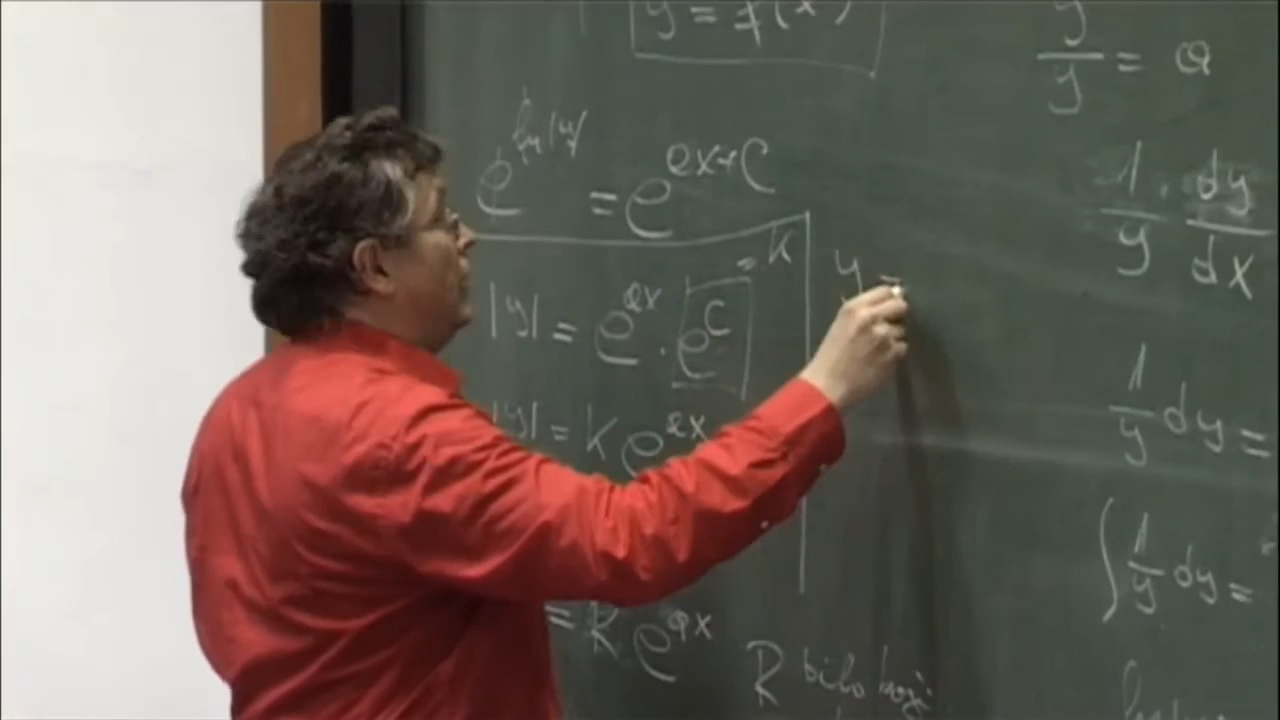 y = f(x)
e^{ln|y|} = e^{ax+C}
|y| = e^{ax} · e^C = k
|y| = k e^{ax}
= k e^{ax}
y =
y / y = a
1/y · dy/dx
1/y dy =
∫ 1/y dy =
k bilo koji